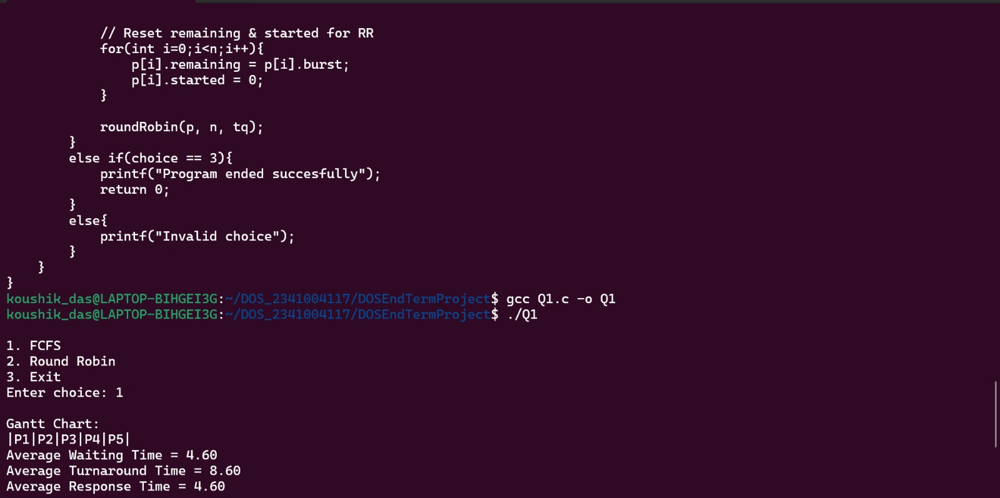 // Reset remaining & started for RR
for(int i=0;i<n;i++){
p[i].remaining = p[i].burst;
p[i].started = 0;
}
roundRobin(p, n, tq);
}
else if(choice == 3){
printf("Program ended succesfully");
return 0;
}
else{
printf("Invalid choice");
}
}
}
koushik_das@LAPTOP-BIHGEI3G:~/DOS_2341004117/DOSEndTermProject$ gcc Q1.c -o Q1
koushik_das@LAPTOP-BIHGEI3G:~/DOS_2341004117/DOSEndTermProject$ ./Q1
1. FCFS
2. Round Robin
3. Exit
Enter choice: 1
Gantt Chart:
|P1|P2|P3|P4|P5|
Average Waiting Time = 4.60
Average Turnaround Time = 8.60
Average Response Time = 4.60